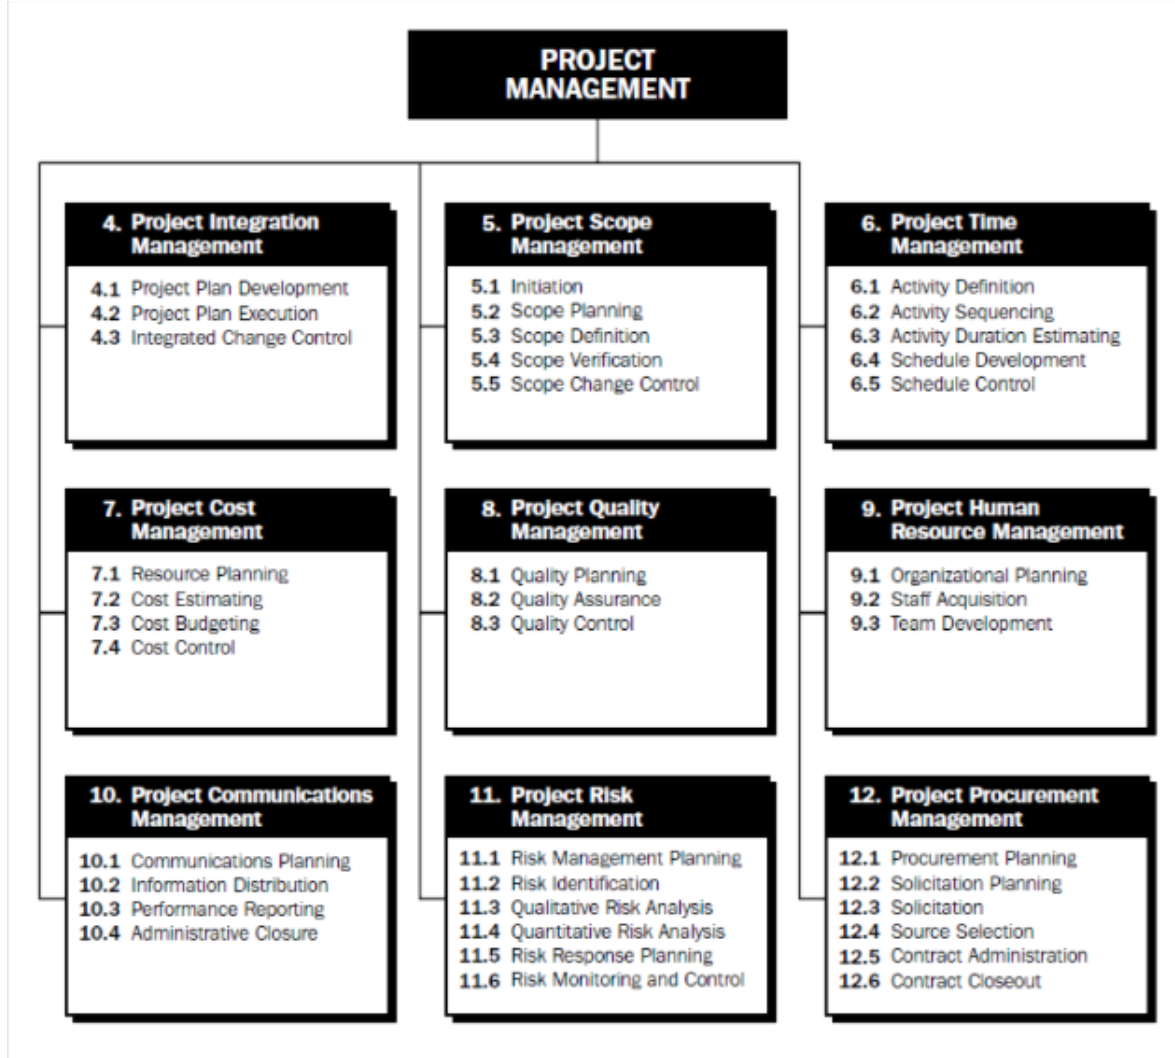 PROJECT
MANAGEMENT
4. Project Integration
Management
4.1 Project Plan Development
4.2 Project Plan Execution
4.3 Integrated Change Control
5. Project Scope
Management
5.1 Initiation
5.2 Scope Planning
5.3 Scope Definition
5.4 Scope Verification
5.5 Scope Change Control
6. Project Time
Management
6.1 Activity Definition
6.2 Activity Sequencing
6.3 Activity Duration Estimating
6.4 Schedule Development
6.5 Schedule Control
7. Project Cost
Management
7.1 Resource Planning
7.2 Cost Estimating
7.3 Cost Budgeting
7.4 Cost Control
8. Project Quality
Management
8.1 Quality Planning
8.2 Quality Assurance
8.3 Quality Control
9. Project Human
Resource Management
9.1 Organizational Planning
9.2 Staff Acquisition
9.3 Team Development
10. Project Communications
Management
10.1 Communications Planning
10.2 Information Distribution
10.3 Performance Reporting
10.4 Administrative Closure
11. Project Risk
Management
11.1 Risk Management Planning
11.2 Risk Identification
11.3 Qualitative Risk Analysis
11.4 Quantitative Risk Analysis
11.5 Risk Response Planning
11.6 Risk Monitoring and Control
12. Project Procurement
Management
12.1 Procurement Planning
12.2 Solicitation Planning
12.3 Solicitation
12.4 Source Selection
12.5 Contract Administration
12.6 Contract Closeout